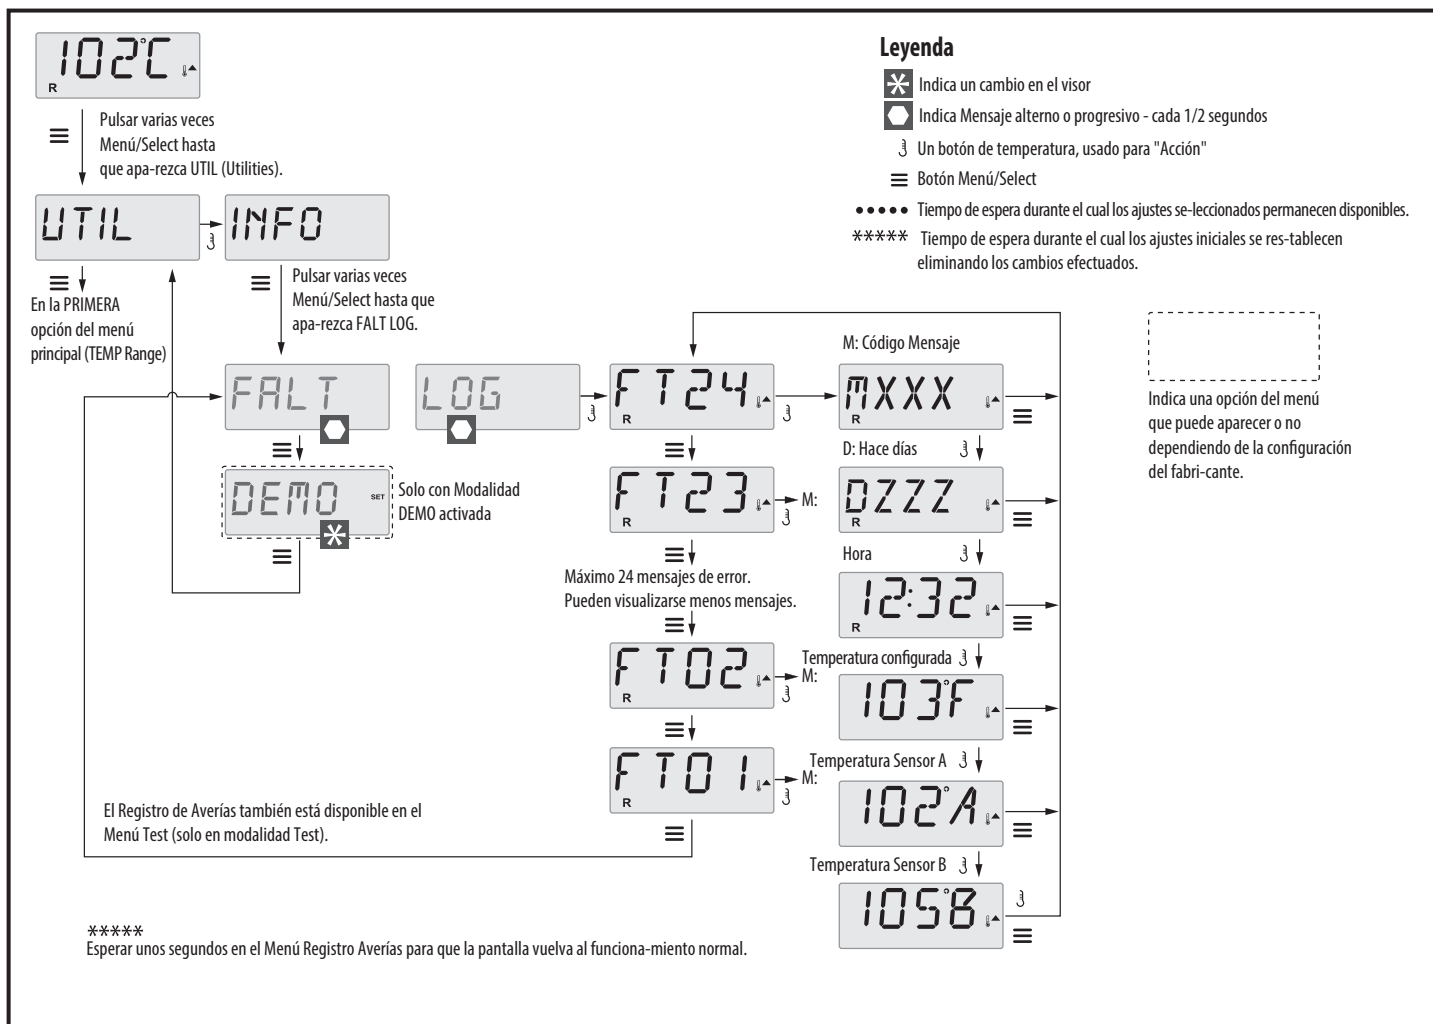 102°C
R
Pulsar varias veces
Menú/Select hasta
que apa-rezca UTIL (Utilities).
UTIL
INFO
En la PRIMERA
opción del menú
principal (TEMP Range)
Pulsar varias veces
Menú/Select hasta que
apa-rezca FALT LOG.
FALT
LOG
DEMO
SET
Solo con Modalidad
DEMO activada
Leyenda
Indica un cambio en el visor
Indica Mensaje alterno o progresivo - cada 1/2 segundos
Un botón de temperatura, usado para "Acción"
Botón Menú/Select
••••• Tiempo de espera durante el cual los ajustes se-leccionados permanecen disponibles.
***** Tiempo de espera durante el cual los ajustes iniciales se res-tablecen
eliminando los cambios efectuados.
Indica una opción del menú
que puede aparecer o no
dependiendo de la configuración
del fabri-cante.
FT24
R
FT23
R
M:
Máximo 24 mensajes de error.
Pueden visualizarse menos mensajes.
FT02
R
M:
FT01
R
M:
M: Código Mensaje
MXXX
R
D: Hace días
DZZZ
R
Hora
12:32
R
Temperatura configurada
103°F
Temperatura Sensor A
102°A
Temperatura Sensor B
105°B
El Registro de Averías también está disponible en el
Menú Test (solo en modalidad Test).
*****
Esperar unos segundos en el Menú Registro Averías para que la pantalla vuelva al funciona-miento normal.